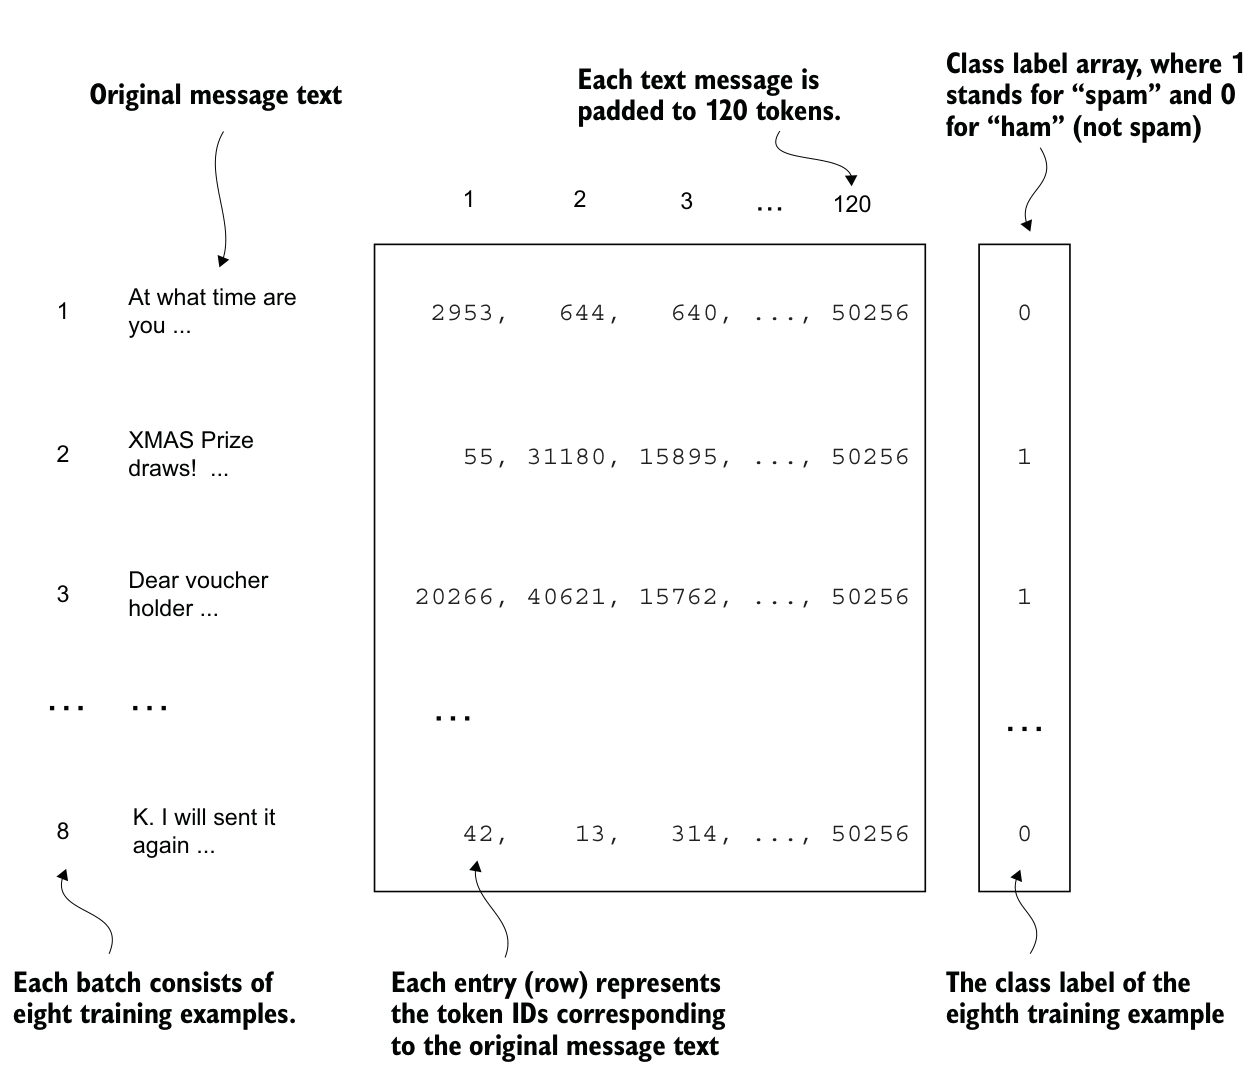 Original message text
Each text message is
padded to 120 tokens.
Class label array, where 1
stands for “spam” and 0
for “ham” (not spam)
1 2 3 ... 120
1 At what time are
you ...
2953, 644, 640, ..., 50256 0
2 XMAS Prize
draws! ...
55, 31180, 15895, ..., 50256 1
3 Dear voucher
holder ...
20266, 40621, 15762, ..., 50256 1
... ... ... ...
8 K. I will sent it
again ...
42, 13, 314, ..., 50256 0
Each batch consists of
eight training examples.
Each entry (row) represents
the token IDs corresponding
to the original message text
The class label of the
eighth training example